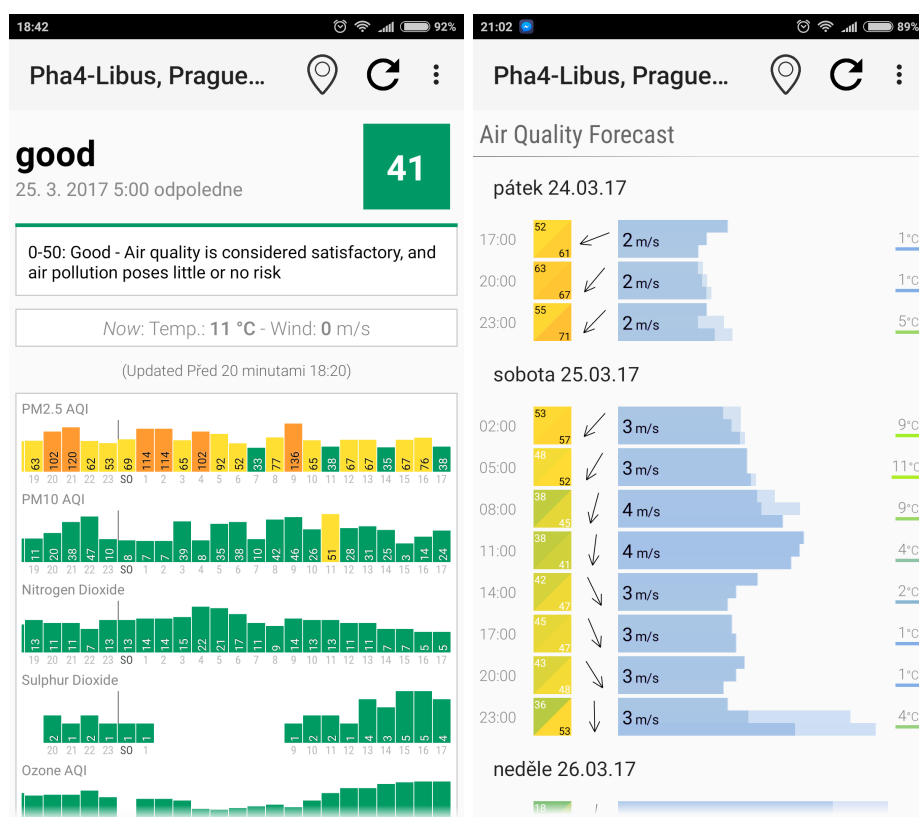 18:42
92%
Pha4-Libus, Prague...
good
41
25. 3. 2017 5:00 odpoledne
0-50: Good - Air quality is considered satisfactory, and
air pollution poses little or no risk
Now: Temp.: 11 °C - Wind: 0 m/s
(Updated Před 20 minutami 18:20)
PM2.5 AQI
63 102 120 62 53 69 114 114 65 102 92 52 33 77 136 65 38 67 67 35 67 76 38
19 20 21 22 23 SO 1 2 3 4 5 6 7 8 9 10 11 12 13 14 15 16 17
PM10 AQI
11 20 38 47 10 8 7 7 39 8 35 38 10 42 46 26 51 28 31 25 3 14 24
19 20 21 22 23 SO 1 2 3 4 5 6 7 8 9 10 11 12 13 14 15 16 17
Nitrogen Dioxide
13 11 11 7 10 13 14 14 15 22 21 17 11 9 14 13 13 11 11 7 7 5 5
19 20 21 22 23 SO 1 2 3 4 5 6 7 8 9 10 11 12 13 14 15 16 17
Sulphur Dioxide
2 1 2 1 1 1 1 2 2 1 4 3 5 5 4
20 21 22 23 SO 1 9 10 11 12 13 14 15 16 17
Ozone AQI
21:02
89%
Pha4-Libus, Prague...
Air Quality Forecast
pátek 24.03.17
17:00 52 61 2 m/s 1°C
20:00 63 67 2 m/s 1°C
23:00 55 71 2 m/s 5°C
sobota 25.03.17
02:00 53 57 3 m/s 9°C
05:00 48 52 3 m/s 11°C
08:00 38 45 4 m/s 9°C
11:00 38 41 4 m/s 4°C
14:00 42 47 3 m/s 2°C
17:00 45 47 3 m/s 1°C
20:00 43 48 3 m/s 1°C
23:00 36 53 3 m/s 4°C
neděle 26.03.17
18